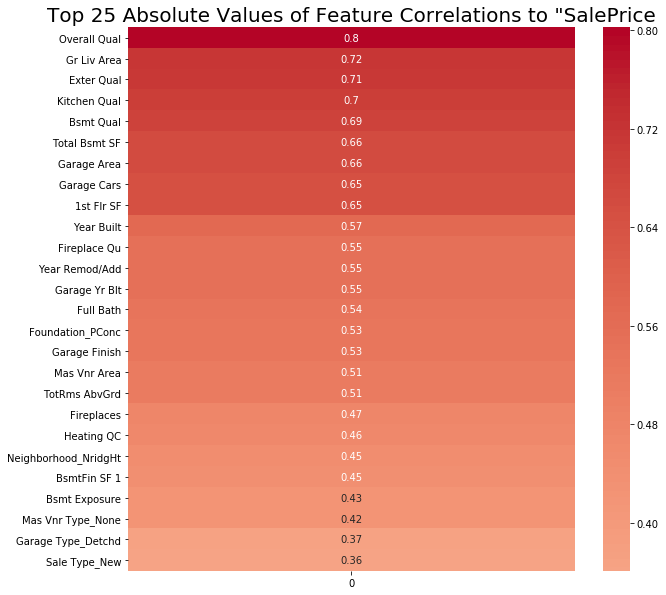 Top 25 Absolute Values of Feature Correlations to "SalePrice
Overall Qual 0.8
Gr Liv Area 0.72
Exter Qual 0.71
Kitchen Qual 0.7
Bsmt Qual 0.69
Total Bsmt SF 0.66
Garage Area 0.66
Garage Cars 0.65
1st Flr SF 0.65
Year Built 0.57
Fireplace Qu 0.55
Year Remod/Add 0.55
Garage Yr Blt 0.55
Full Bath 0.54
Foundation_PConc 0.53
Garage Finish 0.53
Mas Vnr Area 0.51
TotRms AbvGrd 0.51
Fireplaces 0.47
Heating QC 0.46
Neighborhood_NridgHt 0.45
BsmtFin SF 1 0.45
Bsmt Exposure 0.43
Mas Vnr Type_None 0.42
Garage Type_Detchd 0.37
Sale Type_New 0.36
0
0.80
0.72
0.64
0.56
0.48
0.40